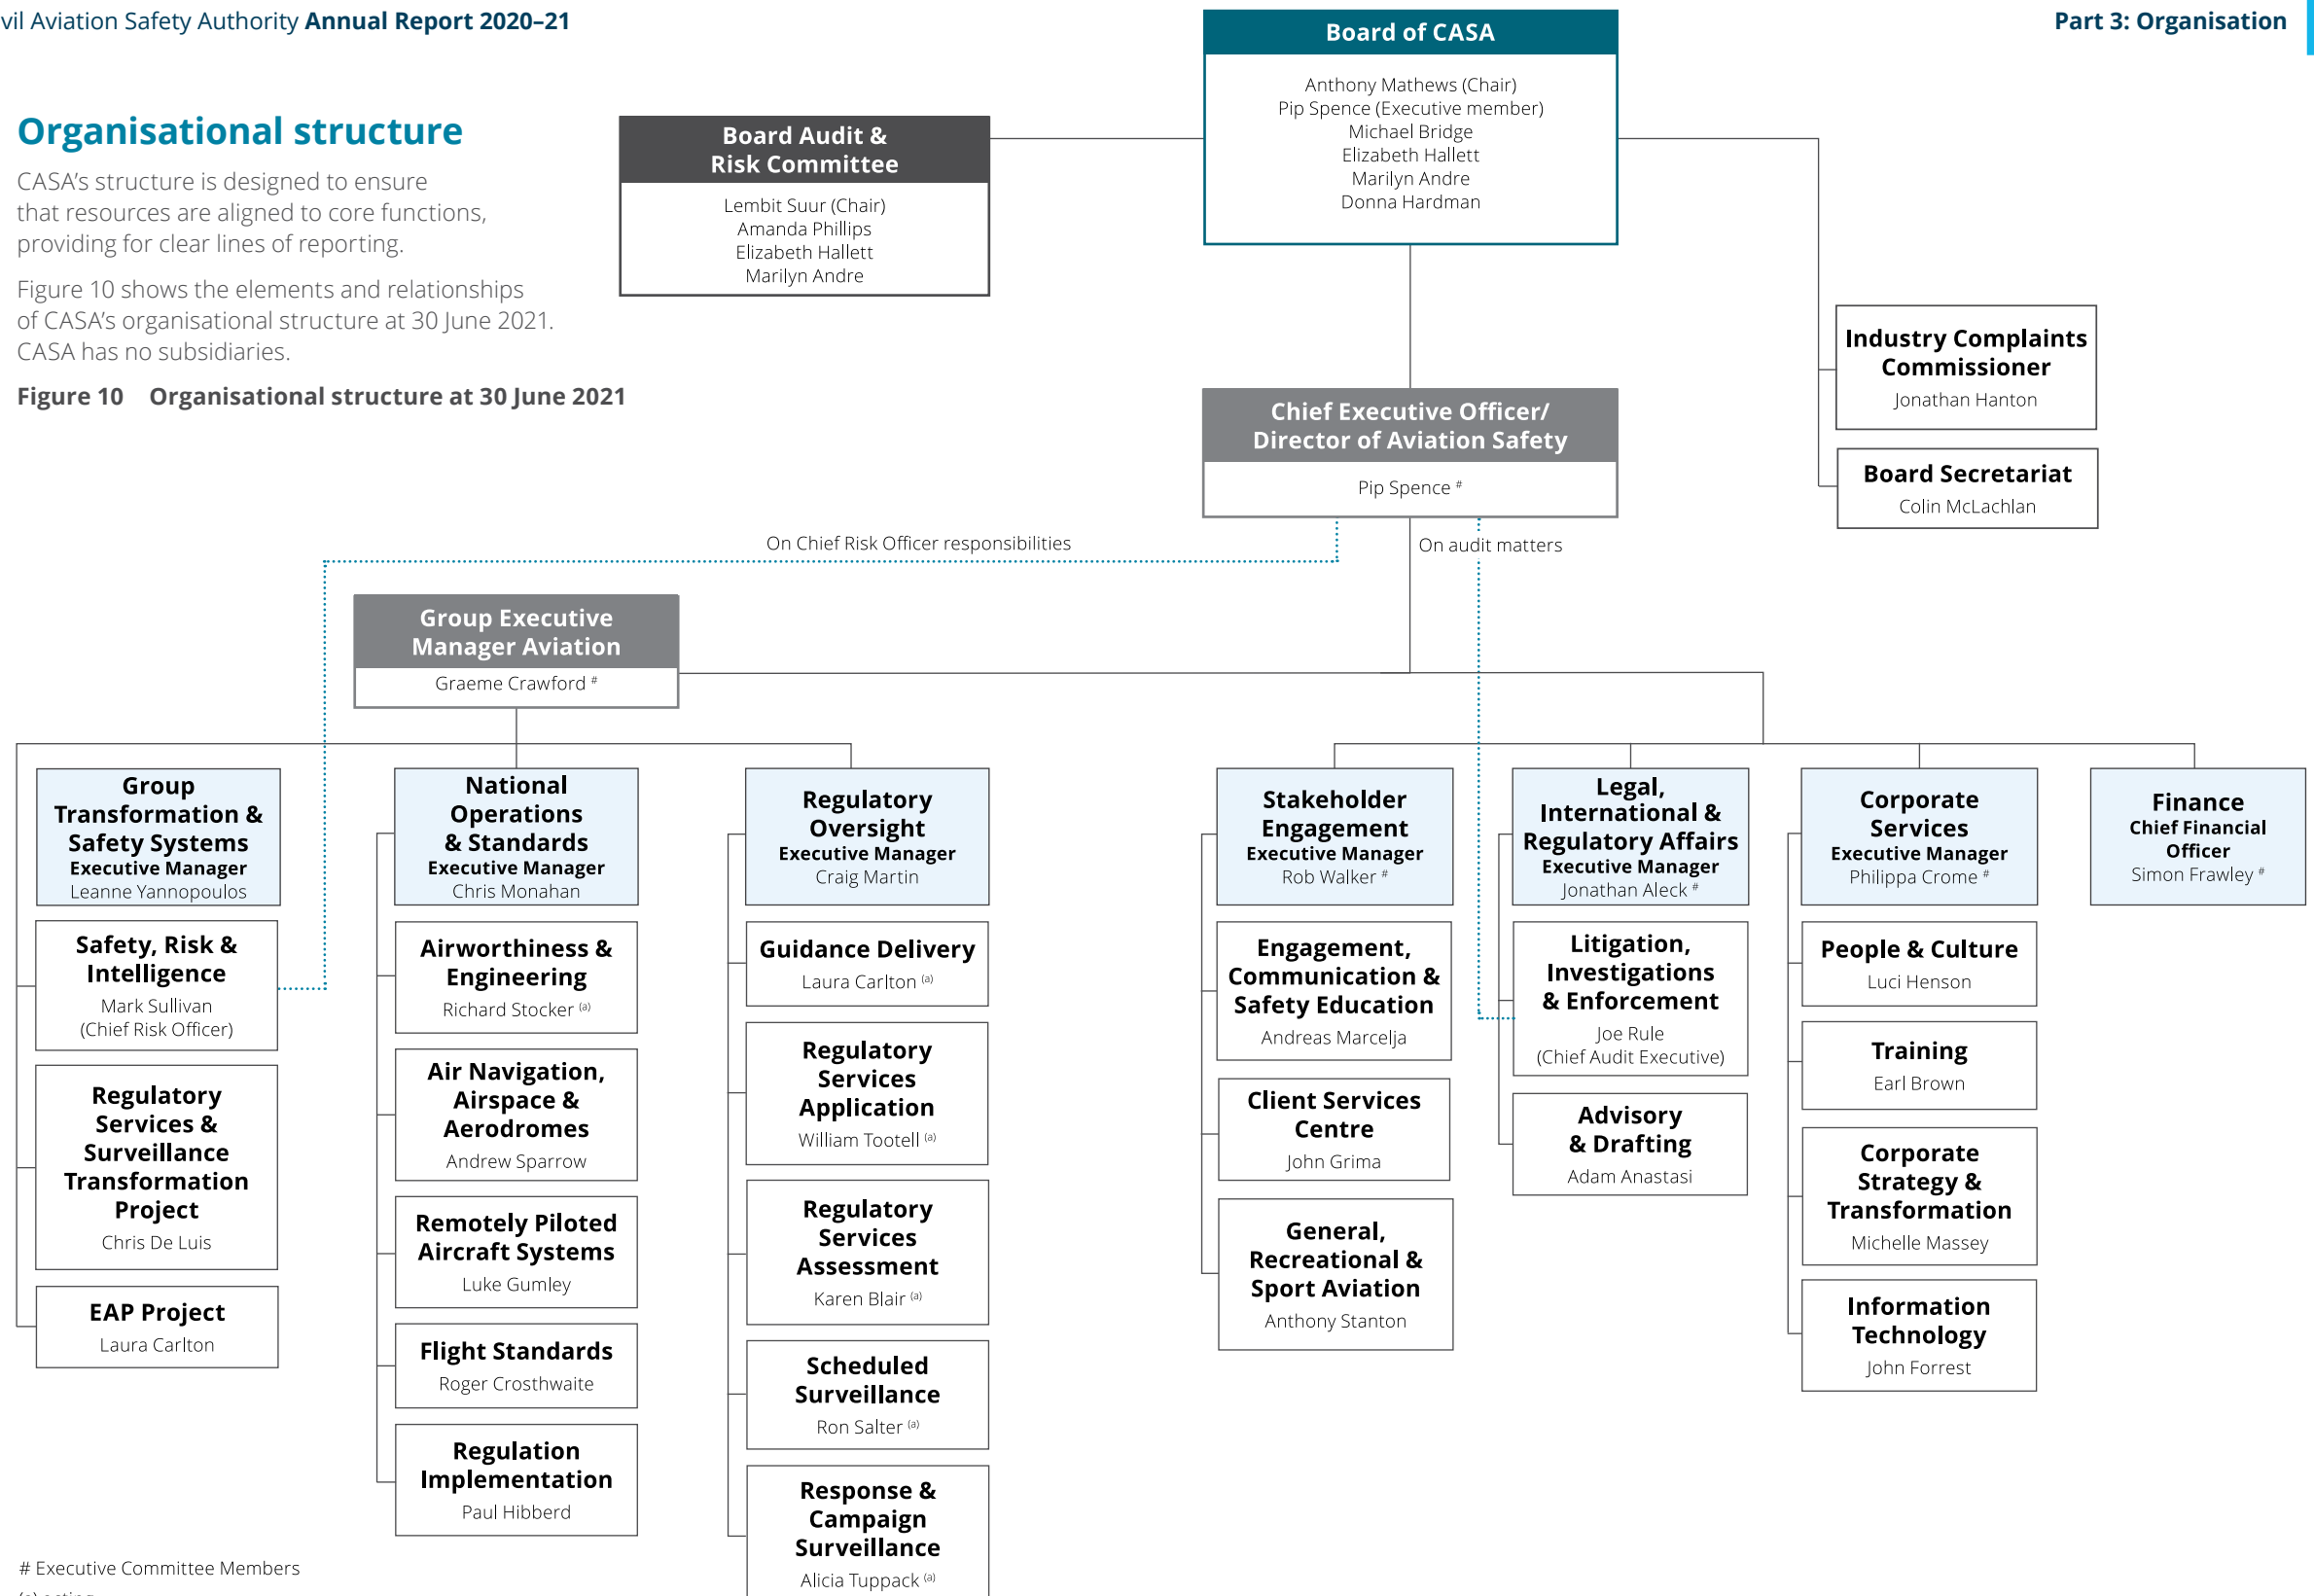 vil Aviation Safety Authority Annual Report 2020–21
Part 3: Organisation
Organisational structure
CASA's structure is designed to ensure
that resources are aligned to core functions,
providing for clear lines of reporting.
Figure 10 shows the elements and relationships
of CASA's organisational structure at 30 June 2021.
CASA has no subsidiaries.
Figure 10 Organisational structure at 30 June 2021
Board of CASA
Anthony Mathews (Chair)
Pip Spence (Executive member)
Michael Bridge
Elizabeth Hallett
Marilyn Andre
Donna Hardman
Board Audit &
Risk Committee
Lembit Suur (Chair)
Amanda Phillips
Elizabeth Hallett
Marilyn Andre
Industry Complaints
Commissioner
Jonathan Hanton
Board Secretariat
Colin McLachlan
Chief Executive Officer/
Director of Aviation Safety
Pip Spence #
On Chief Risk Officer responsibilities
On audit matters
Group Executive
Manager Aviation
Graeme Crawford #
Group
Transformation &
Safety Systems
Executive Manager
Leanne Yannopoulos
Safety, Risk &
Intelligence
Mark Sullivan
(Chief Risk Officer)
Regulatory
Services &
Surveillance
Transformation
Project
Chris De Luis
EAP Project
Laura Carlton
National
Operations
& Standards
Executive Manager
Chris Monahan
Airworthiness &
Engineering
Richard Stocker (a)
Air Navigation,
Airspace &
Aerodromes
Andrew Sparrow
Remotely Piloted
Aircraft Systems
Luke Gumley
Flight Standards
Roger Crosthwaite
Regulation
Implementation
Paul Hibberd
Regulatory
Oversight
Executive Manager
Craig Martin
Guidance Delivery
Laura Carlton (a)
Regulatory
Services
Application
William Tootell (a)
Regulatory
Services
Assessment
Karen Blair (a)
Scheduled
Surveillance
Ron Salter (a)
Response &
Campaign
Surveillance
Alicia Tuppack (a)
Stakeholder
Engagement
Executive Manager
Rob Walker #
Engagement,
Communication &
Safety Education
Andreas Marcelja
Client Services
Centre
John Grima
General,
Recreational &
Sport Aviation
Anthony Stanton
Legal,
International &
Regulatory Affairs
Executive Manager
Jonathan Aleck #
Litigation,
Investigations
& Enforcement
Joe Rule
(Chief Audit Executive)
Advisory
& Drafting
Adam Anastasi
Corporate
Services
Executive Manager
Philippa Crome #
People & Culture
Luci Henson
Training
Earl Brown
Corporate
Strategy &
Transformation
Michelle Massey
Information
Technology
John Forrest
Finance
Chief Financial
Officer
Simon Frawley #
# Executive Committee Members